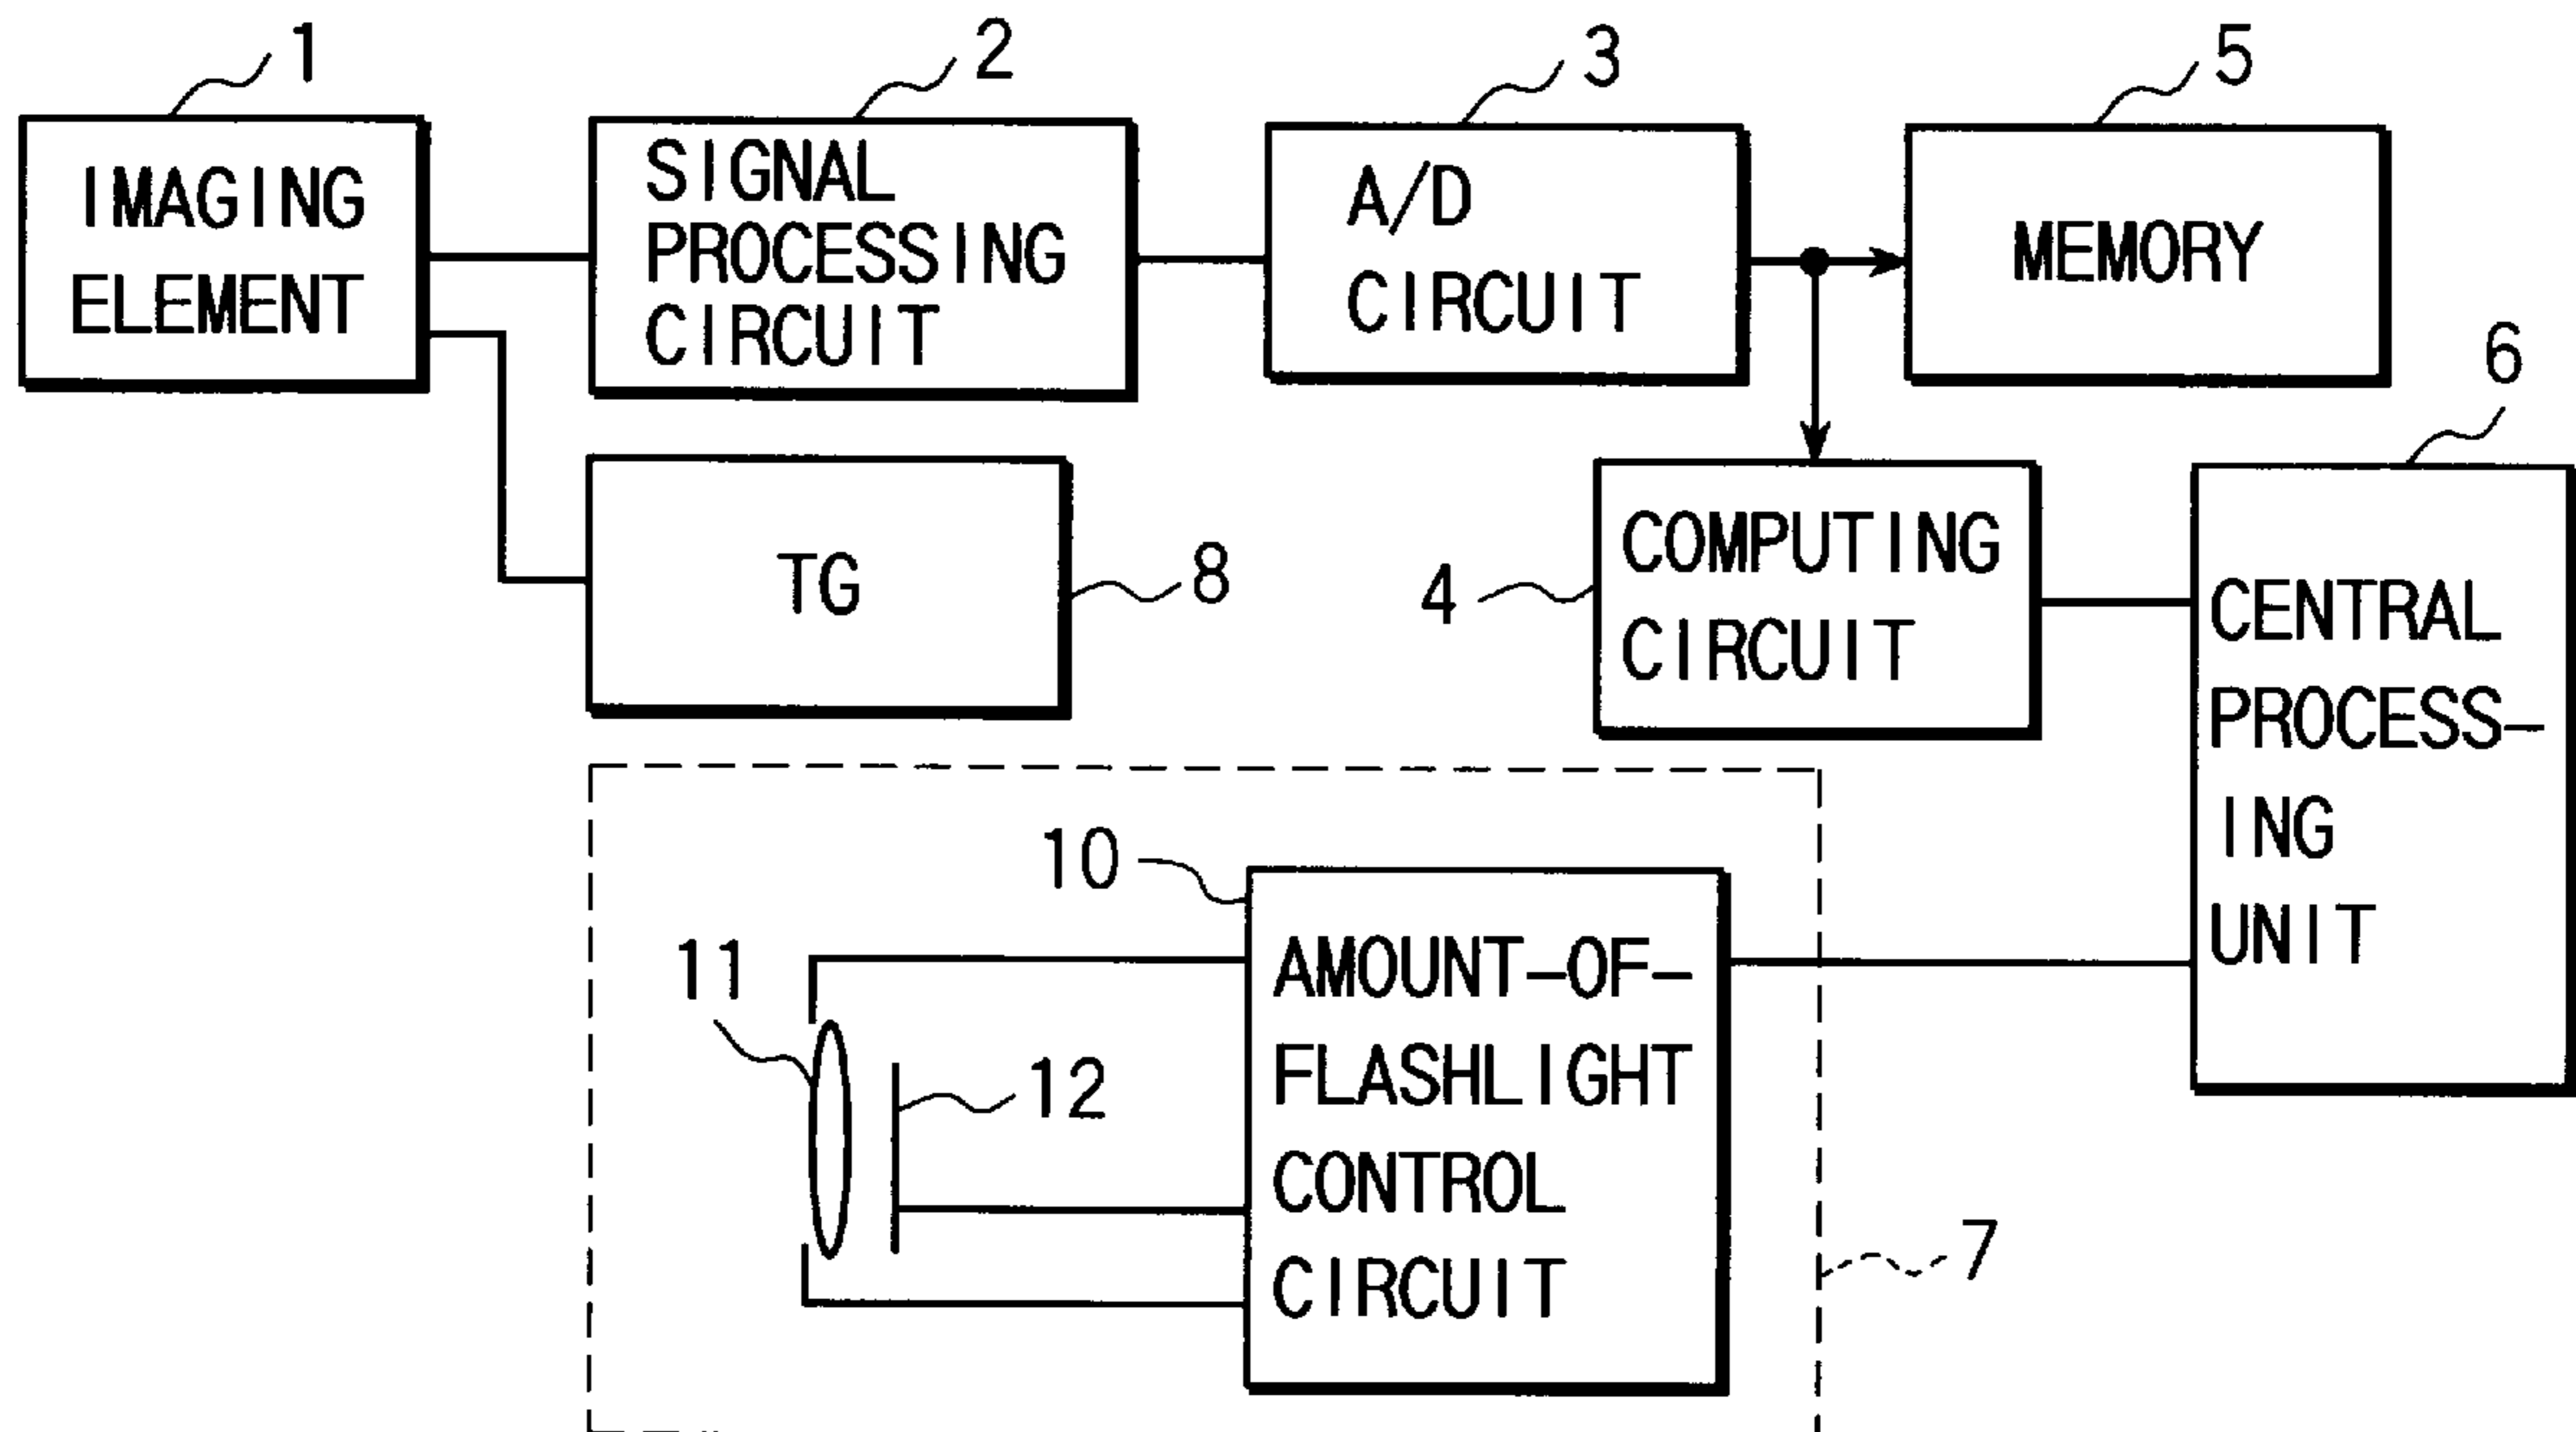 1
2
3
5
IMAGING
ELEMENT
SIGNAL
PROCESSING
CIRCUIT
A/D
CIRCUIT
MEMORY
6
TG
8
4
COMPUTING
CIRCUIT
CENTRAL
PROCESS-
ING
UNIT
10
11
12
AMOUNT-OF-
FLASHLIGHT
CONTROL
CIRCUIT
7